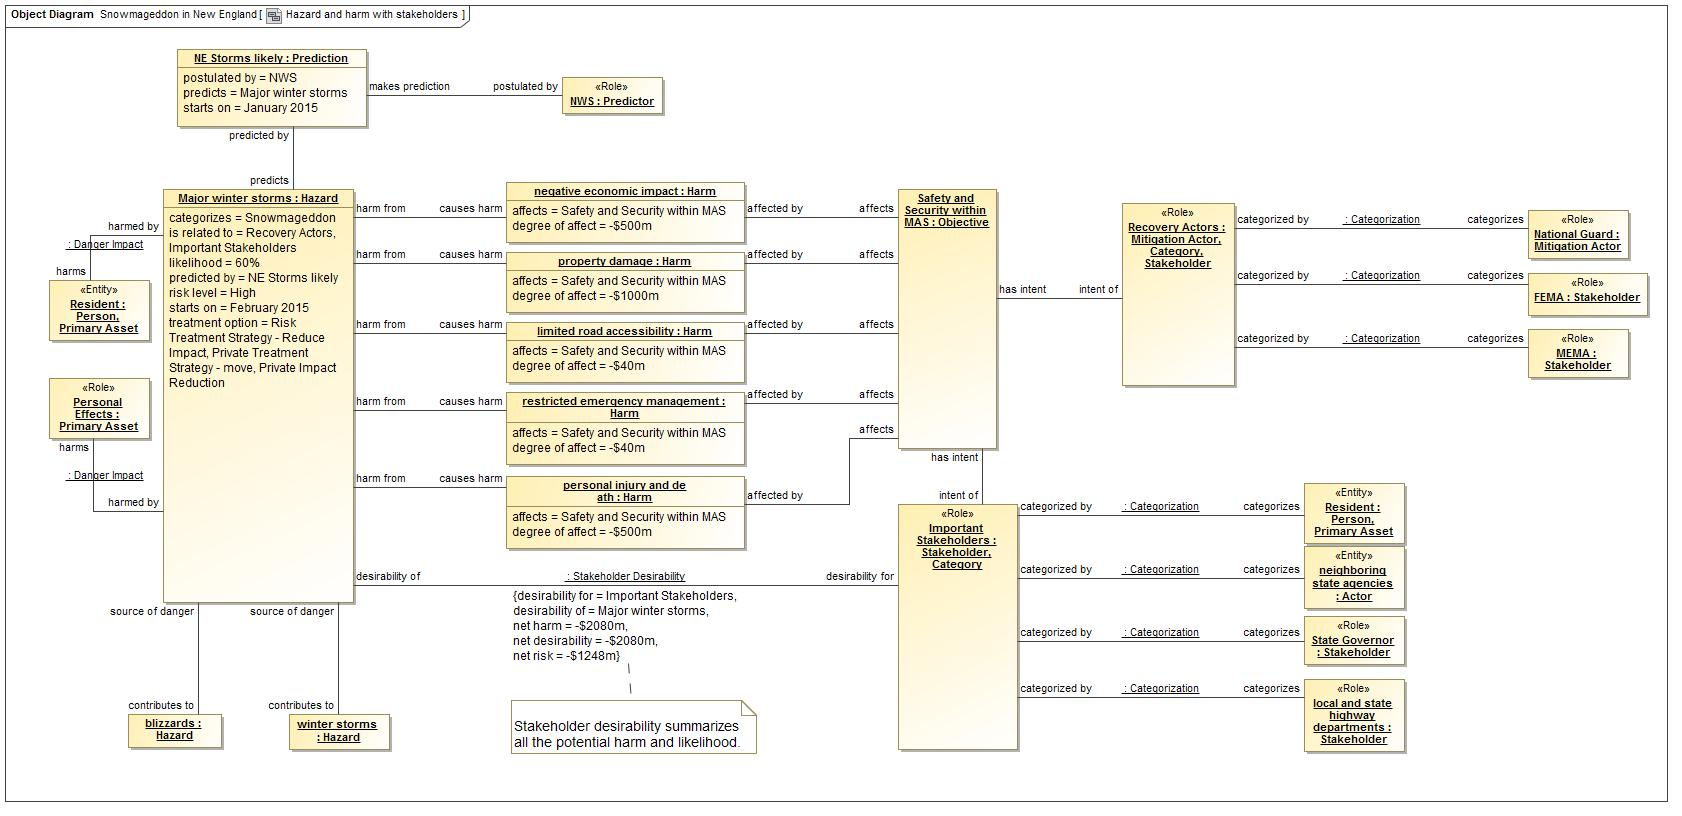 Object Diagram Snowmageddon in New England [ Hazard and harm with stakeholders ]
NE Storms likely : Prediction
postulated by = NWS
predicts = Major winter storms
starts on = January 2015
makes prediction
postulated by
«Role»
NWS : Predictor
predicted by
predicts
Major winter storms : Hazard
categorizes = Snowmageddon
is related to = Recovery Actors,
Important Stakeholders
likelihood = 60%
predicted by = NE Storms likely
risk level = High
starts on = February 2015
treatment option = Risk
Treatment Strategy - Reduce
Impact, Private Treatment
Strategy - move, Private Impact
Reduction
harmed by
: Danger Impact
harms
«Entity»
Resident :
Person,
Primary Asset
«Role»
Personal
Effects :
Primary Asset
harms
: Danger Impact
harmed by
harm from
causes harm
negative economic impact : Harm
affects = Safety and Security within MAS
degree of affect = -$500m
affected by
affects
harm from
causes harm
property damage : Harm
affects = Safety and Security within MAS
degree of affect = -$1000m
affected by
affects
harm from
causes harm
limited road accessibility : Harm
affects = Safety and Security within MAS
degree of affect = -$40m
affected by
affects
harm from
causes harm
restricted emergency management :
Harm
affects = Safety and Security within MAS
degree of affect = -$40m
affected by
affects
harm from
causes harm
personal injury and de
ath : Harm
affects = Safety and Security within MAS
degree of affect = -$500m
affected by
affects
Safety and
Security within
MAS : Objective
has intent
intent of
«Role»
Recovery Actors :
Mitigation Actor,
Category,
Stakeholder
categorized by
: Categorization
categorizes
«Role»
National Guard :
Mitigation Actor
categorized by
: Categorization
categorizes
«Role»
FEMA : Stakeholder
categorized by
: Categorization
categorizes
«Role»
MEMA :
Stakeholder
has intent
intent of
«Role»
Important
Stakeholders :
Stakeholder,
Category
categorized by
: Categorization
categorizes
«Entity»
Resident :
Person,
Primary Asset
categorized by
: Categorization
categorizes
«Entity»
neighboring
state agencies
: Actor
categorized by
: Categorization
categorizes
«Role»
State Governor
: Stakeholder
categorized by
: Categorization
categorizes
«Role»
local and state
highway
departments :
Stakeholder
desirability of
: Stakeholder Desirability
desirability for
{desirability for = Important Stakeholders,
desirability of = Major winter storms,
net harm = -$2080m,
net desirability = -$2080m,
net risk = -$1248m}
Stakeholder desirability summarizes
all the potential harm and likelihood.
source of danger
contributes to
blizzards :
Hazard
source of danger
contributes to
winter storms
: Hazard